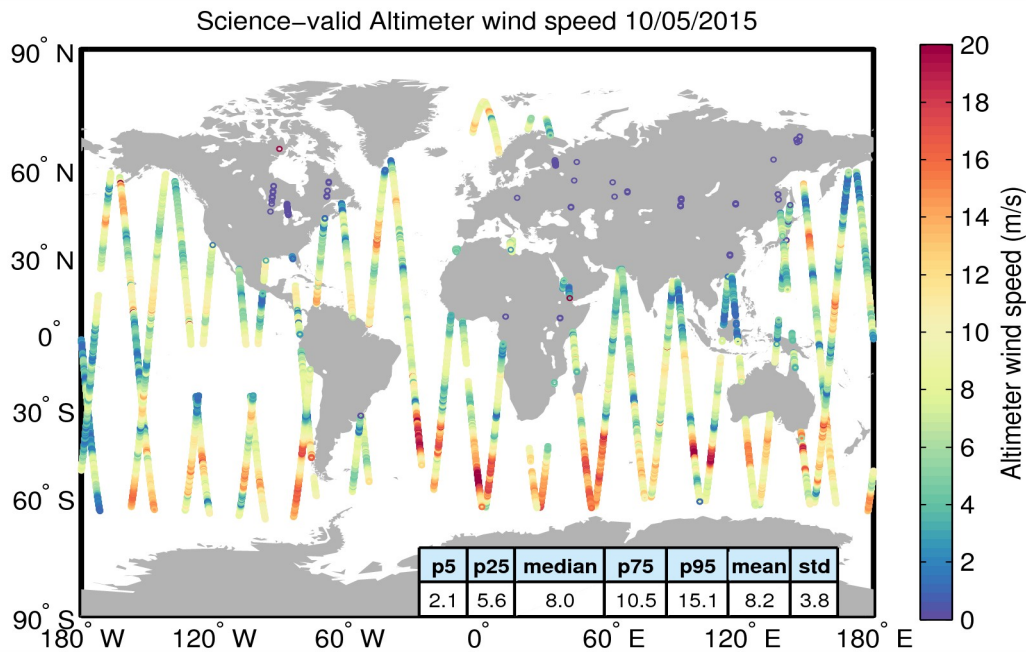 Science−valid Altimeter wind speed 10/05/2015
90° N
60° N
30° N
0°
30° S
60° S
90° S
180° W
120° W
60° W
0°
60° E
120° E
180° E
p5 p25 median p75 p95 mean std
2.1 5.6 8.0 10.5 15.1 8.2 3.8
20
18
16
14
12
10
8
6
4
2
0
Altimeter wind speed (m/s)